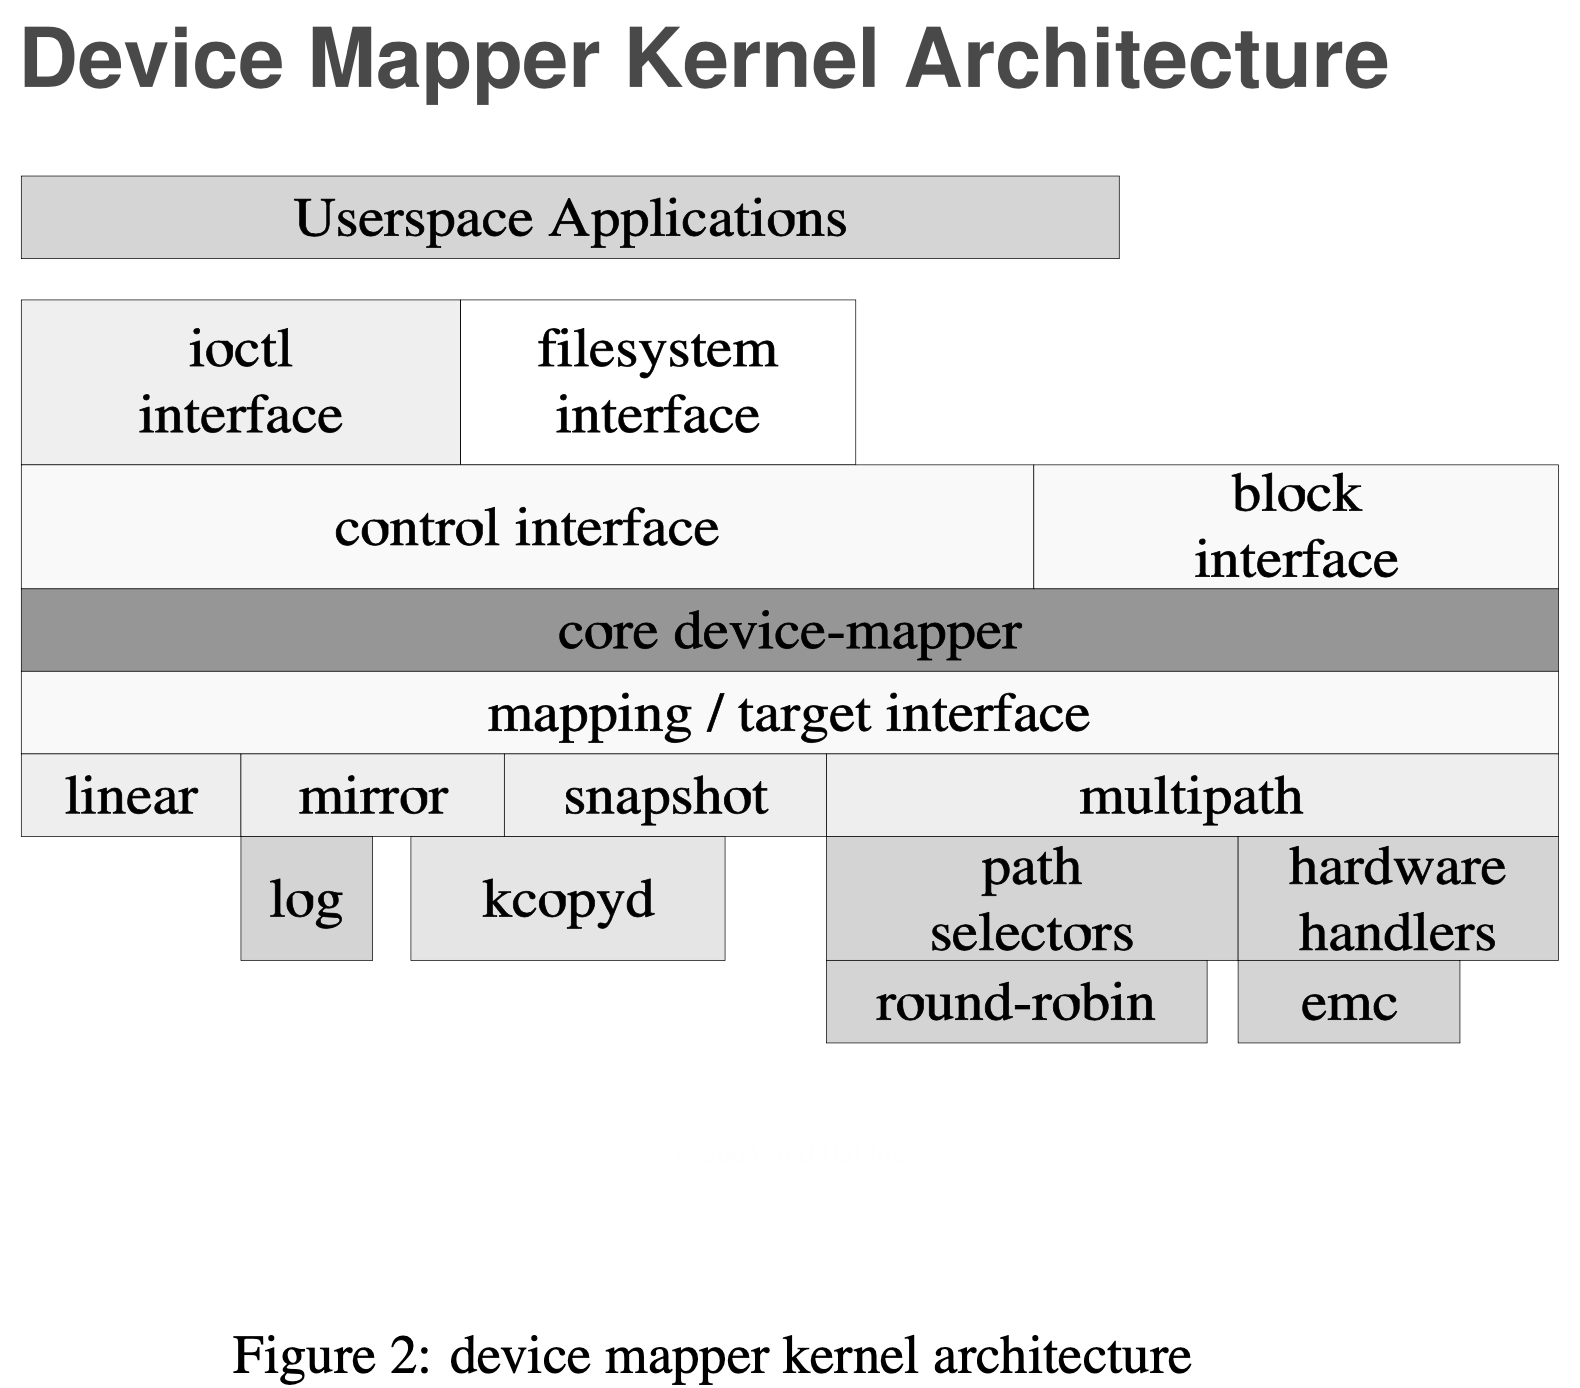 Device Mapper Kernel Architecture
Userspace Applications
ioctl
interface
filesystem
interface
control interface
block
interface
core device-mapper
mapping / target interface
linear
mirror
snapshot
multipath
log
kcopyd
path
selectors
hardware
handlers
round-robin
emc
Figure 2: device mapper kernel architecture